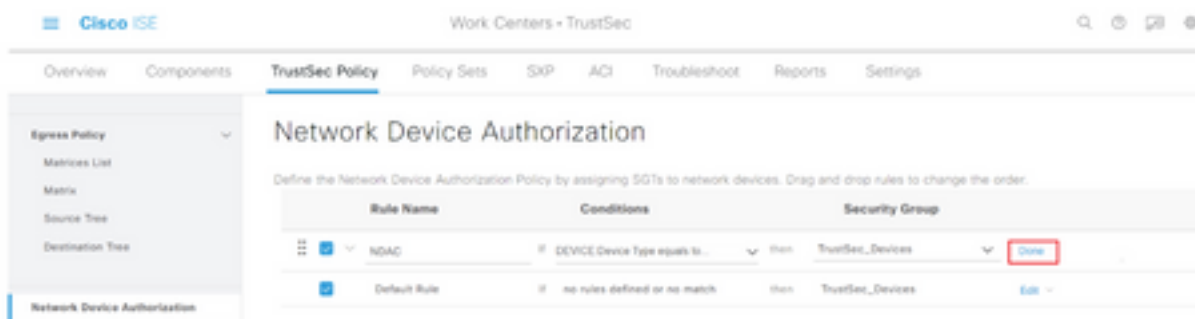 Cisco ISE Work Centers • TrustSec
Overview Components TrustSec Policy Policy Sets SXP ACI Troubleshoot Reports Settings
Egress Policy
Matrices List
Matrix
Source Tree
Destination Tree
Network Device Authorization
Network Device Authorization
Define the Network Device Authorization Policy by assigning SGTs to network devices. Drag and drop rules to change the order.
Rule Name Conditions Security Group
NDAC If DEVICE:Device Type equals to... then TrustSec_Devices Done
Default Rule If no rules defined or no match then TrustSec_Devices Edit